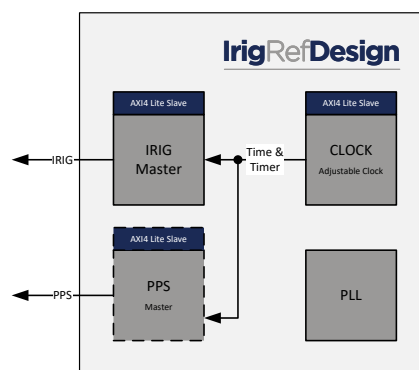 IrigRefDesign
AXI4 Lite Slave
IRIG
Master
AXI4 Lite Slave
CLOCK
Adjustable Clock
Time &
Timer
IRIG
AXI4 Lite Slave
PPS
Master
PLL
PPS